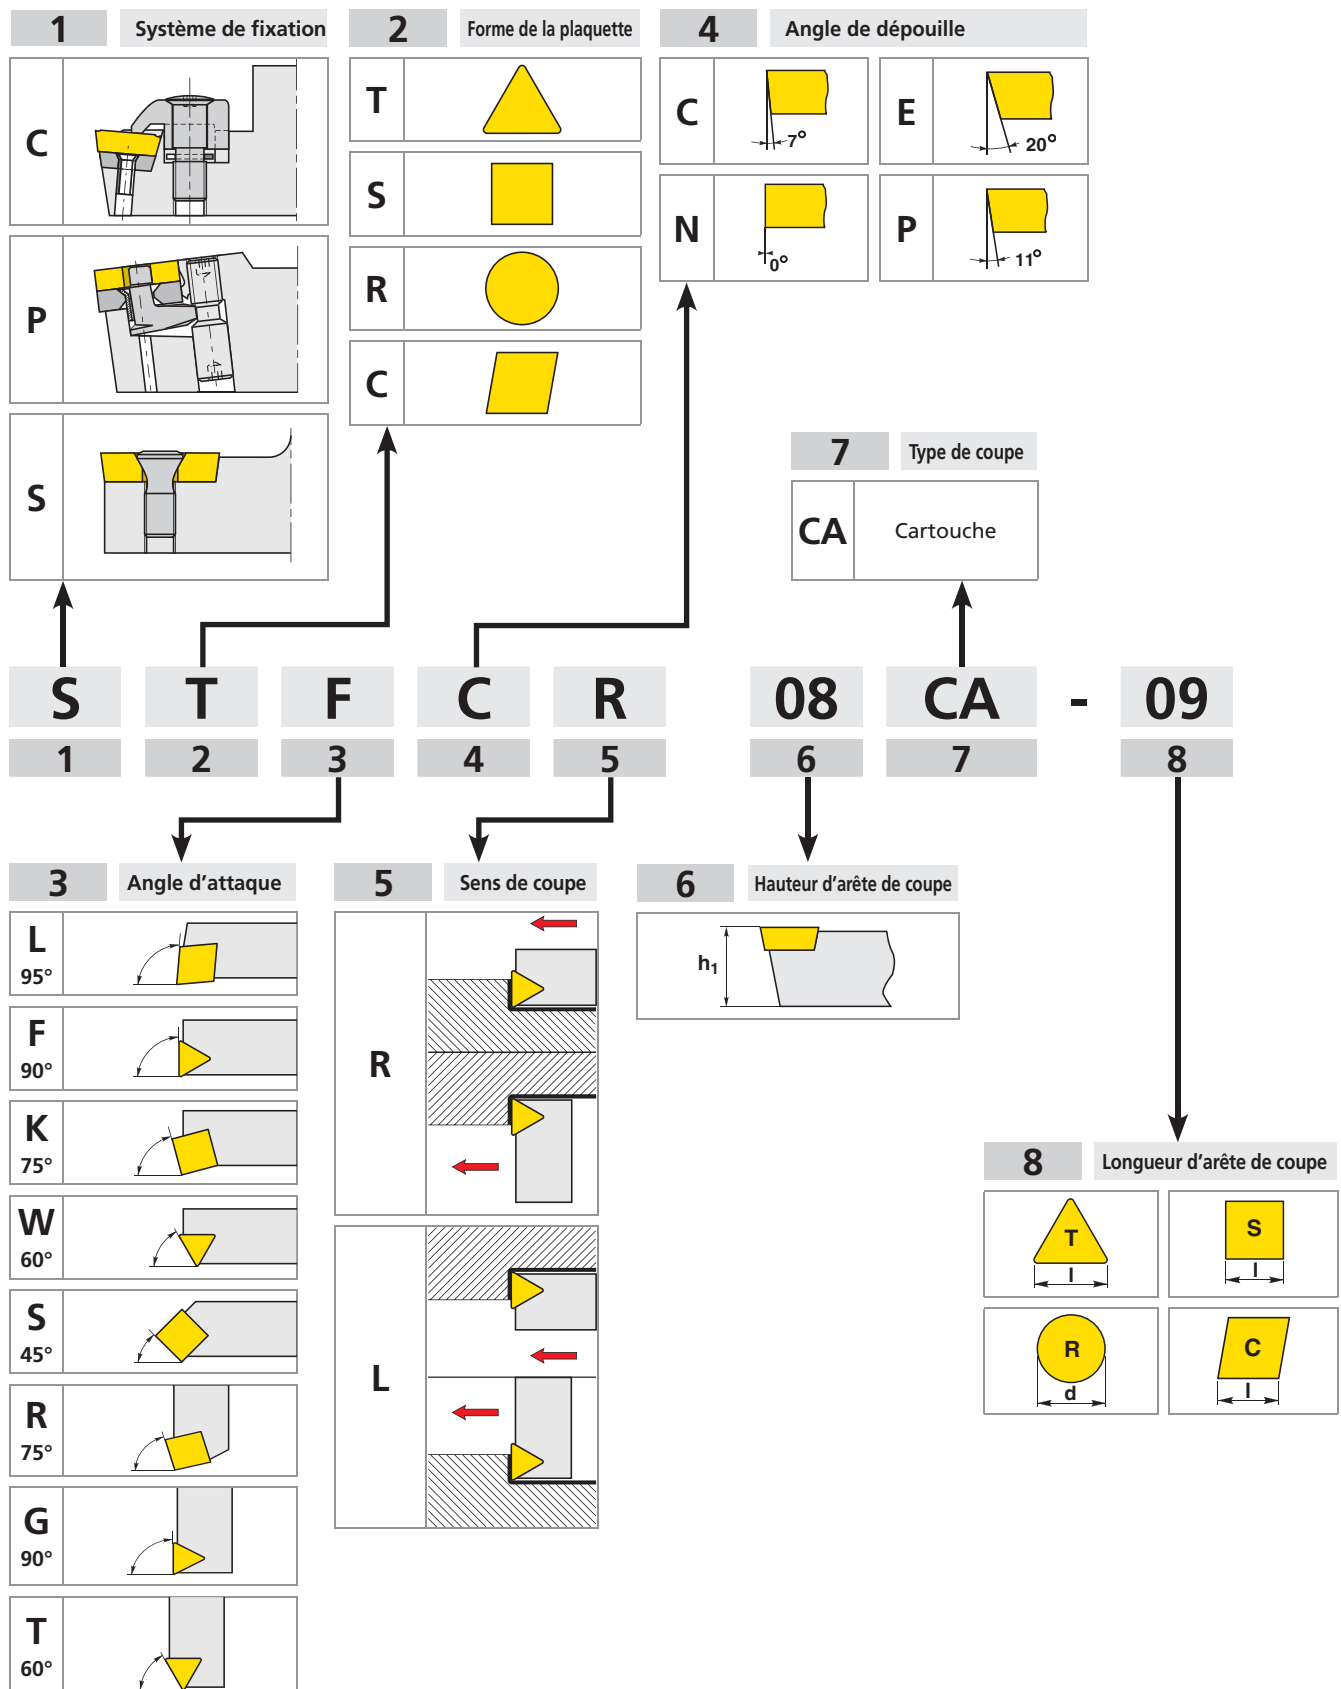 1 Système de fixation
C
P
S
2 Forme de la plaquette
T
S
R
C
4 Angle de dépouille
C 7°
E 20°
N 0°
P 11°
7 Type de coupe
CA Cartouche
S T F C R 08 CA - 09
1 2 3 4 5 6 7 8
3 Angle d’attaque
L
95°
F
90°
K
75°
W
60°
S
45°
R
75°
G
90°
T
60°
5 Sens de coupe
R
L
6 Hauteur d’arête de coupe
h1
8 Longueur d’arête de coupe
T
l
S
l
R
d
C
l